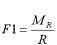 F1 = M_R / R